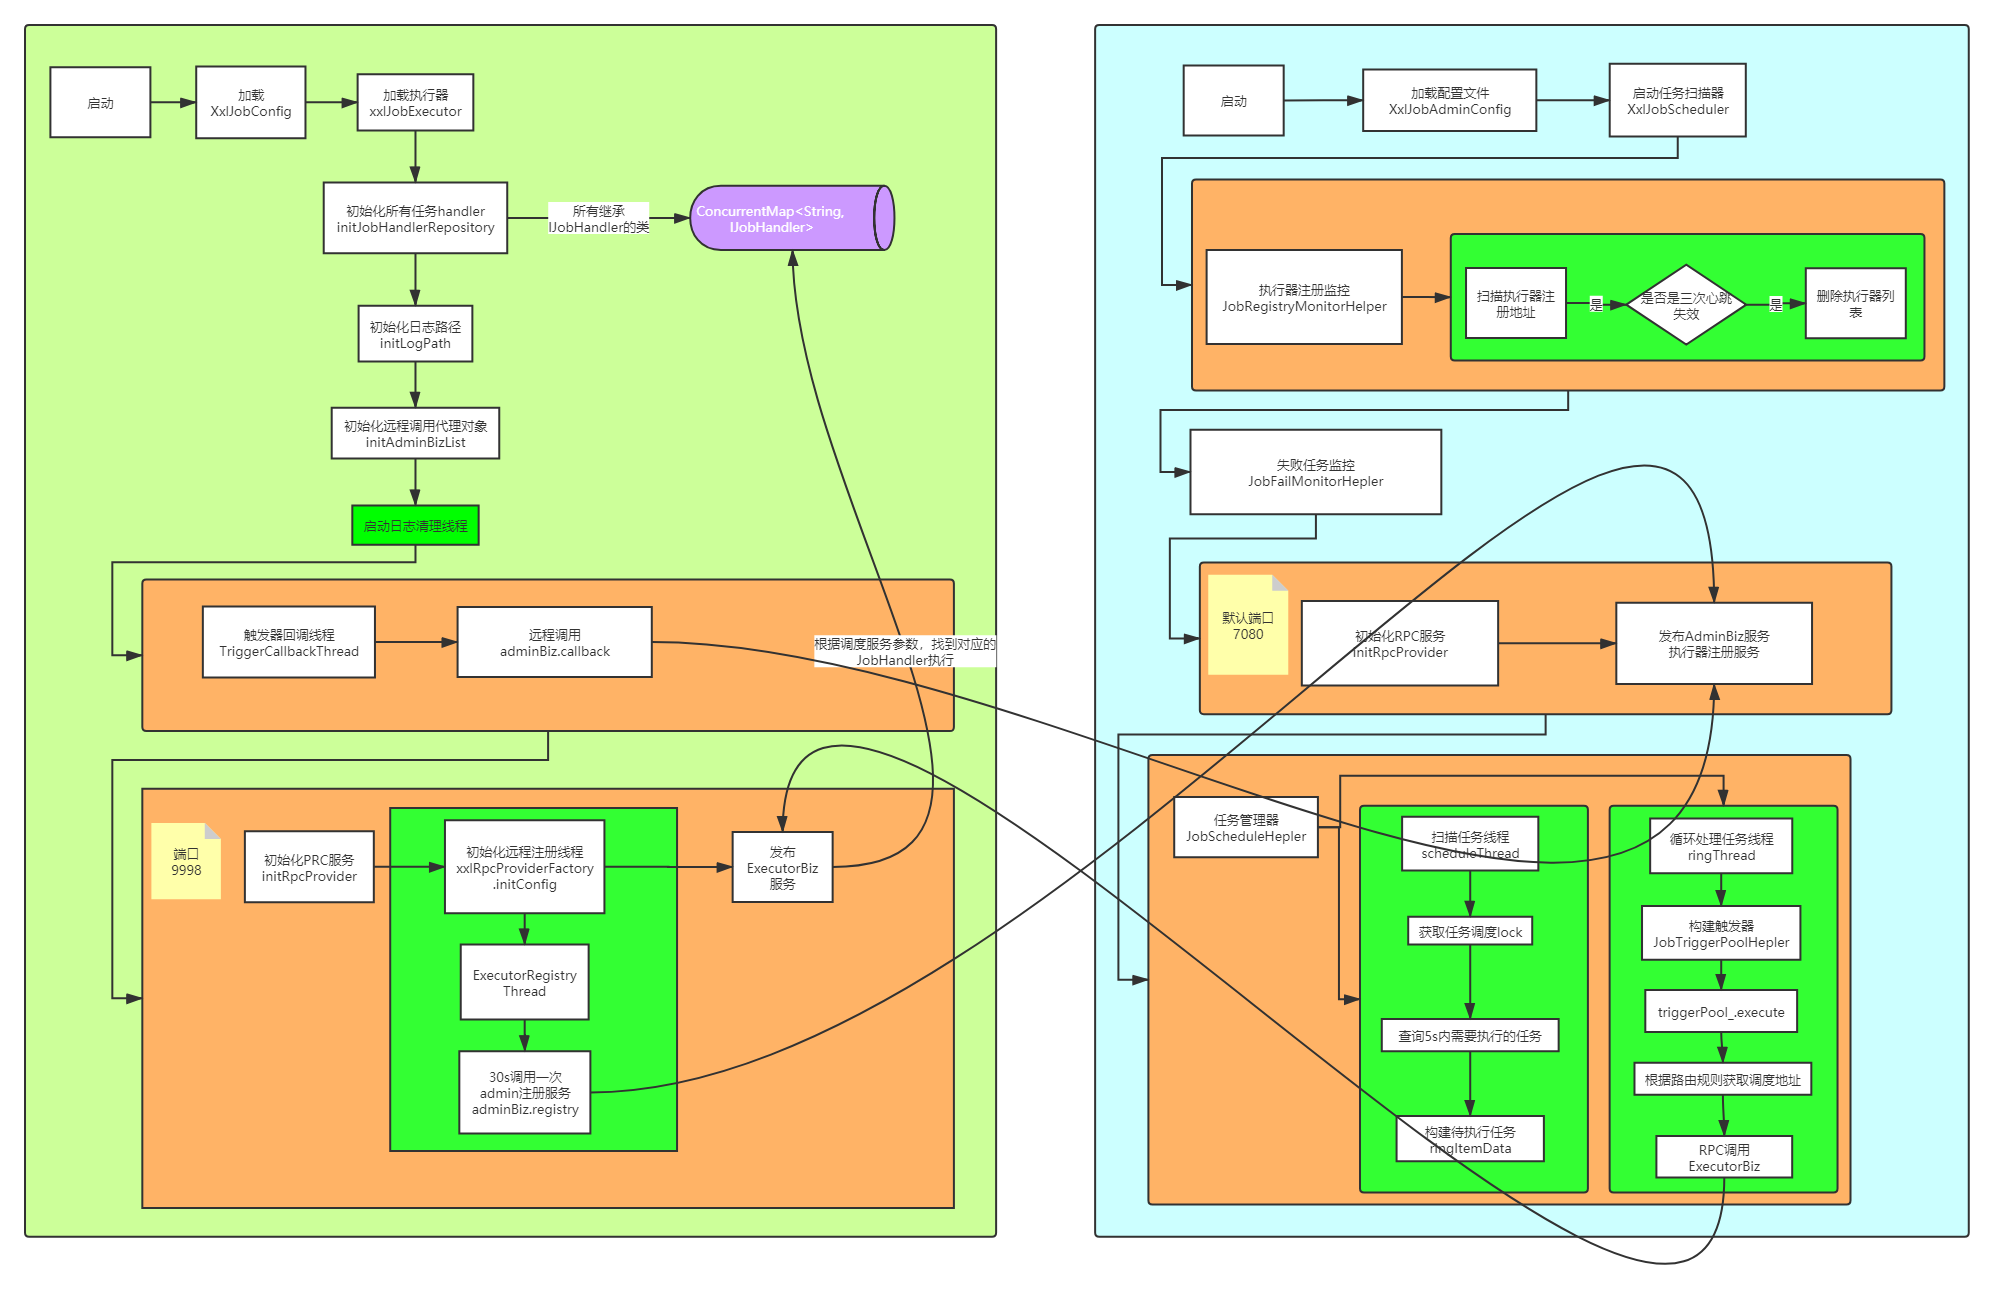 启动
加载
XxlJobConfig
加载执行器
xxlJobExecutor
初始化所有任务handler
initJobHandlerRepository
所有继承
IJobHandler的类
ConcurrentMap<String,
IJobHandler>
初始化日志路径
initLogPath
初始化远程调用代理对象
initAdminBizList
启动日志清理线程
触发器回调线程
TriggerCallbackThread
远程调用
adminBiz.callback
根据调度服务参数，找到对应的
JobHandler执行
端口
9998
初始化PRC服务
initRpcProvider
初始化远程注册线程
xxlRpcProviderFactory
.initConfig
发布
ExecutorBiz
服务
ExecutorRegistry
Thread
30s调用一次
admin注册服务
adminBiz.registry
启动
加载配置文件
XxlJobAdminConfig
启动任务扫描器
XxlJobScheduler
执行器注册监控
JobRegistryMonitorHelper
扫描执行器注
册地址
是
是否是三次心跳
失效
是
删除执行器列
表
失败任务监控
JobFailMonitorHepler
默认端口
7080
初始化RPC服务
initRpcProvider
发布AdminBiz服务
执行器注册服务
任务管理器
JobScheduleHepler
扫描任务线程
scheduleThread
获取任务调度lock
查询5s内需要执行的任务
构建待执行任务
ringItemData
循环处理任务线程
ringThread
构建触发器
JobTriggerPoolHepler
triggerPool_.execute
根据路由规则获取调度地址
RPC调用
ExecutorBiz